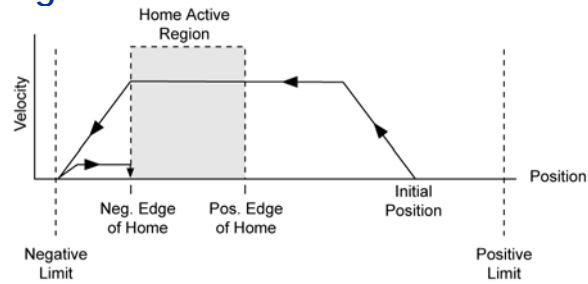 Home Active
Region
Velocity
Position
Initial
Position
Neg. Edge
of Home
Pos. Edge
of Home
Negative
Limit
Positive
Limit